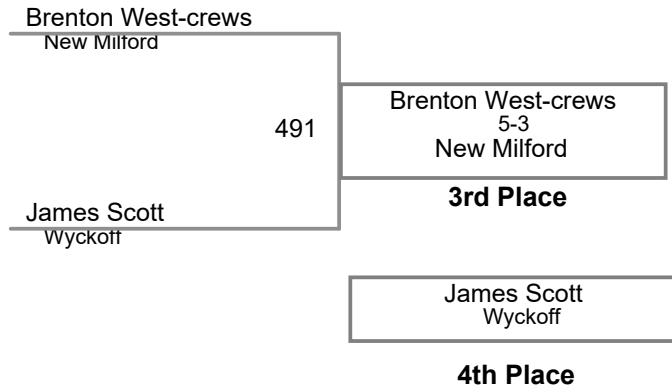 Brenton West-crews
New Milford
491
Brenton West-crews
5-3
New Milford
3rd Place
James Scott
Wyckoff
James Scott
Wyckoff
4th Place